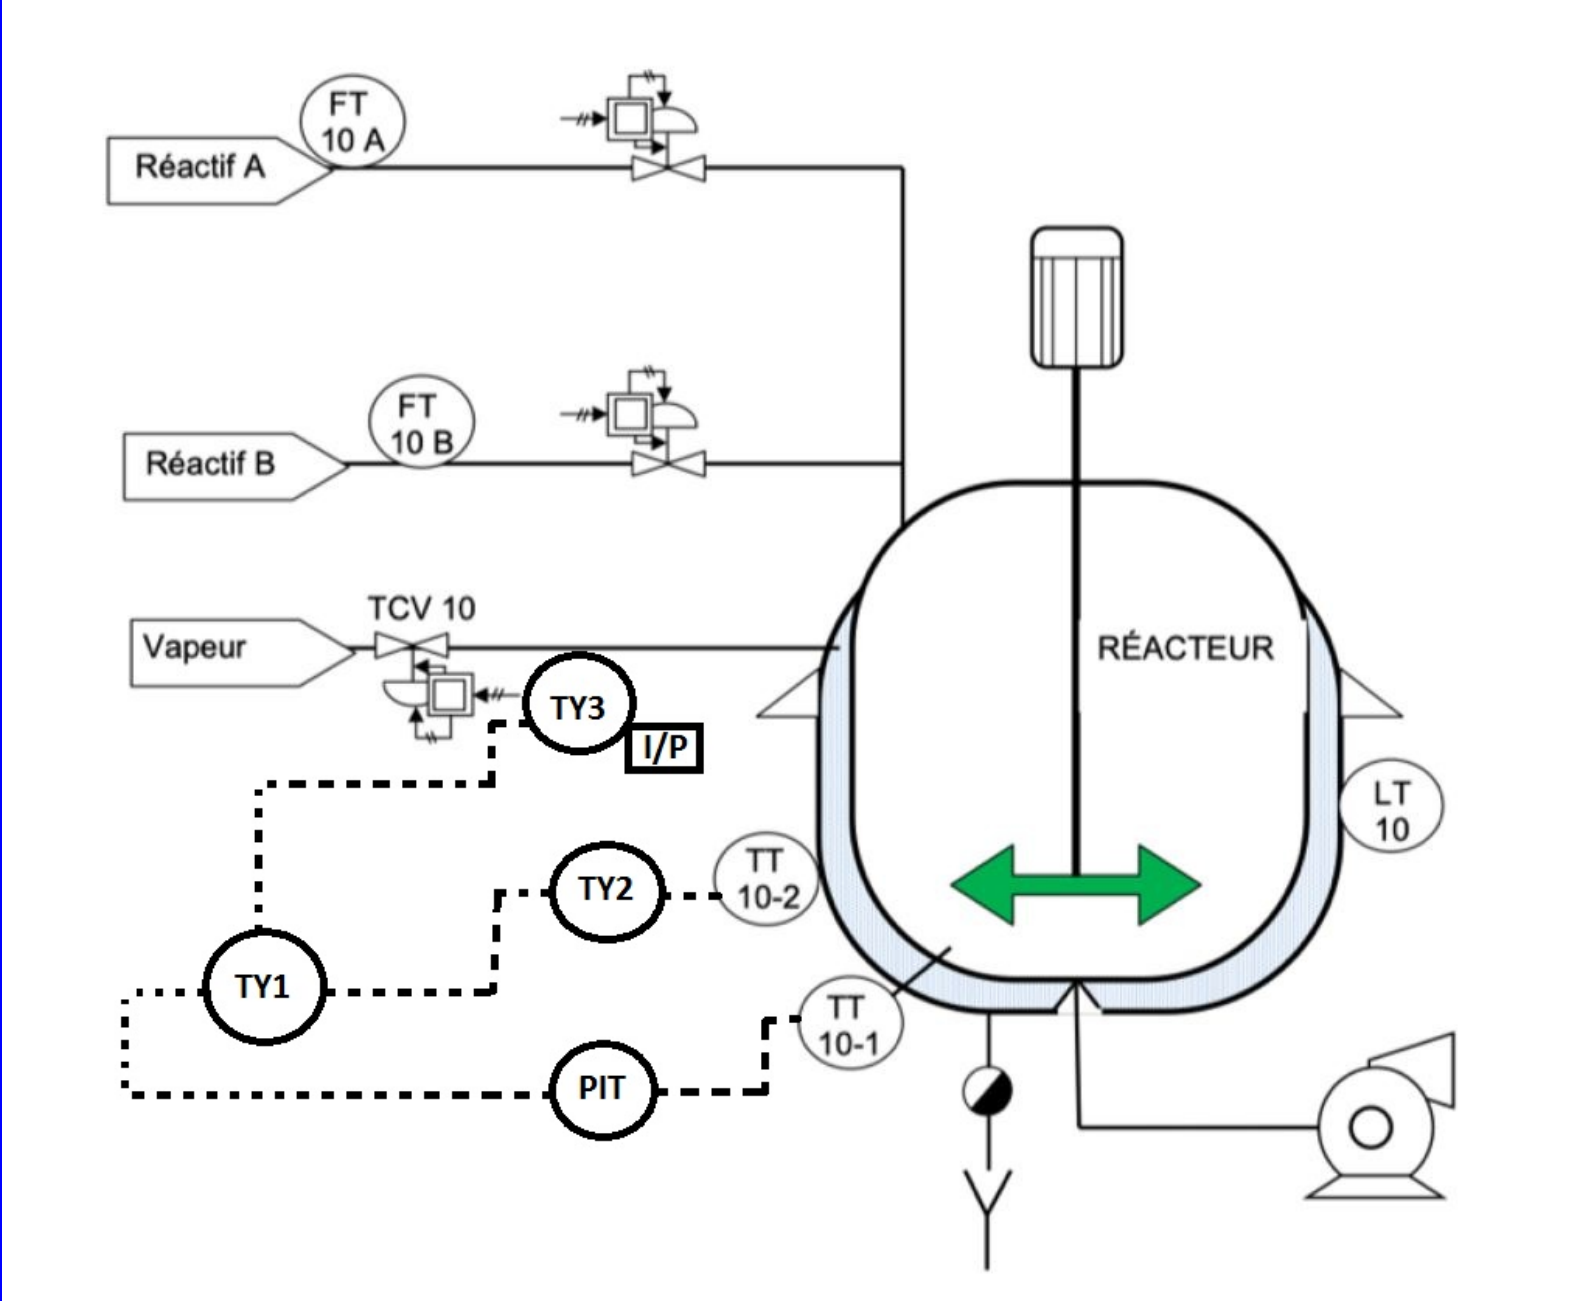 FT
10 A
Réactif A
FT
10 B
Réactif B
TCV 10
Vapeur
RÉACTEUR
TY3
I/P
LT
10
TT
10-2
TY2
TY1
TT
10-1
PIT